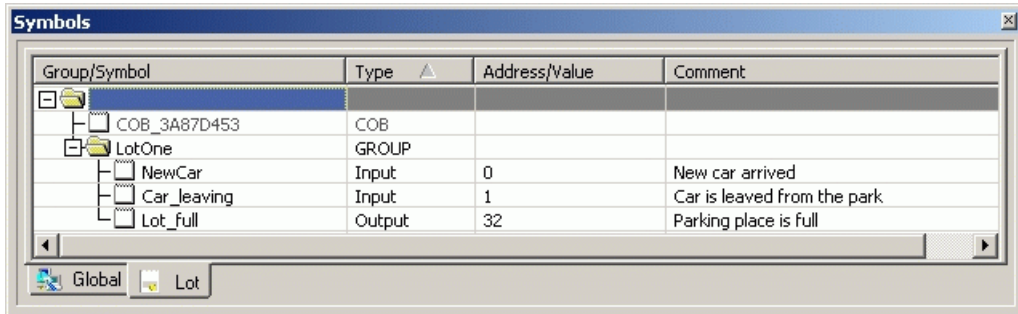 Symbols
Group/Symbol Type Address/Value Comment
COB_3A87D453 COB
LotOne GROUP
NewCar Input 0 New car arrived
Car_leaving Input 1 Car is leaved from the park
Lot_full Output 32 Parking place is full
Global Lot